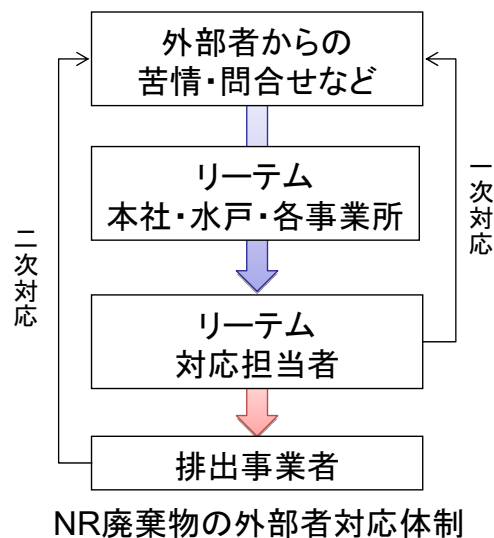 外部者からの
苦情・問合せなど
リーテム
本社・水戸・各事業所
一次対応
二次対応
リーテム
対応担当者
排出事業者
NR廃棄物の外部者対応体制